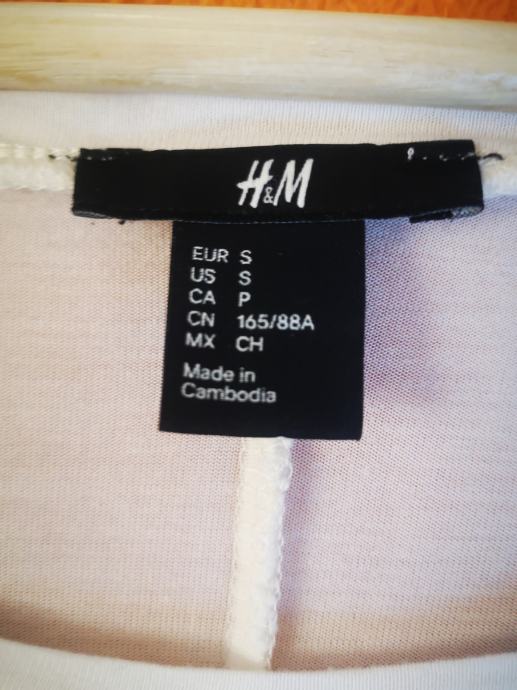 H&M
EUR S
US S
CA P
CN 165/88A
MX CH
Made in
Cambodia